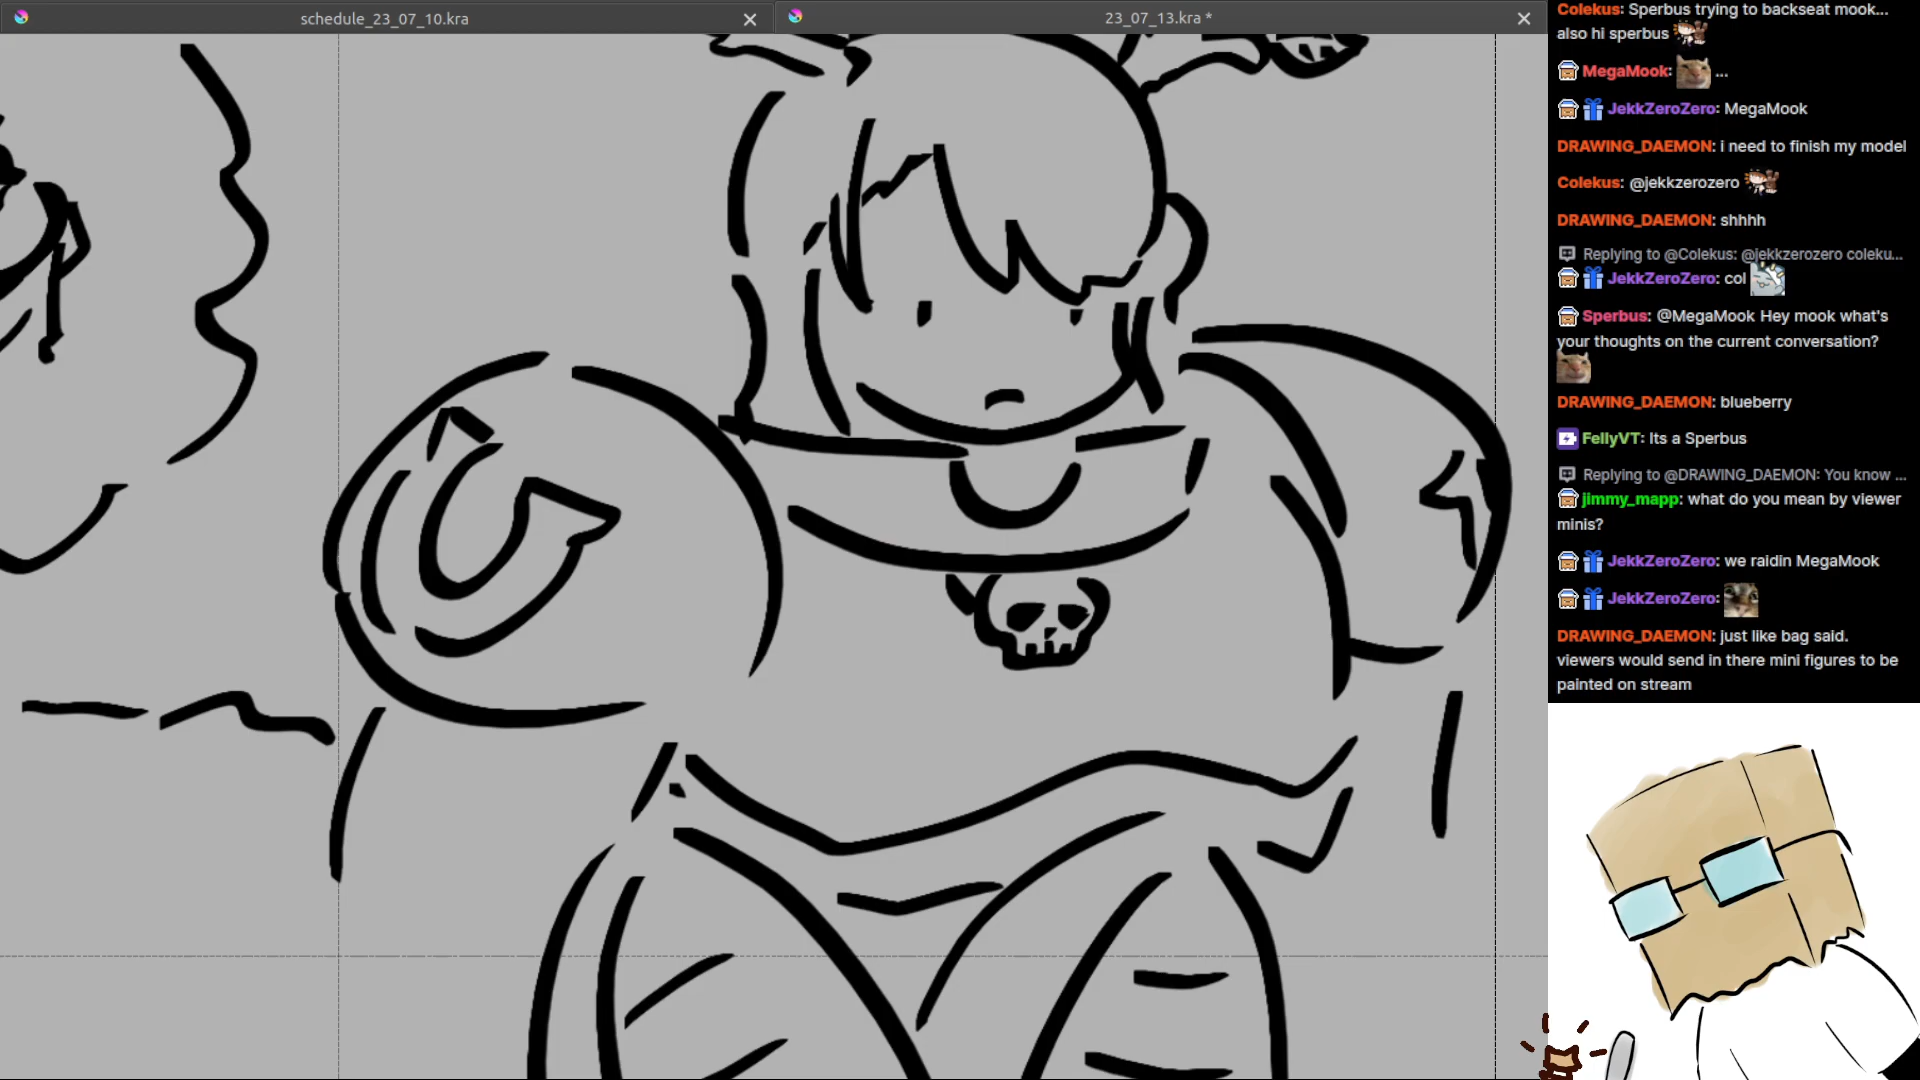 schedule_23_07_10.kra
23_07_13.kra *
Colekus: Sperbus trying to backseat mook...
also hi sperbus
MegaMook: ...
JekkZeroZero: MegaMook
DRAWING_DAEMON: i need to finish my model
Colekus: @jekkzerozero
DRAWING_DAEMON: shhhh
Replying to @Colekus: @jekkzerozero coleku...
JekkZeroZero: col
Sperbus: @MegaMook Hey mook what's
your thoughts on the current conversation?
DRAWING_DAEMON: blueberry
FellyVT: Its a Sperbus
Replying to @DRAWING_DAEMON: You know ...
jimmy_mapp: what do you mean by viewer
minis?
JekkZeroZero: we raidin MegaMook
JekkZeroZero:
DRAWING_DAEMON: just like bag said.
viewers would send in there mini figures to be
painted on stream